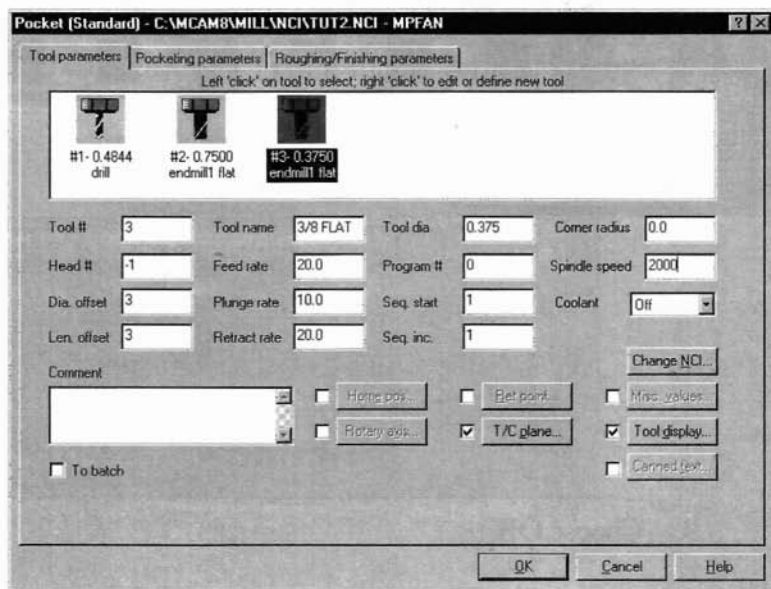 Pocket (Standard) - C:\MCAM8\MILL\NCI\TUT2.NCI - MPFAN
Tool parameters Pocketing parameters Roughing/Finishing parameters
Left 'click' on tool to select; right 'click' to edit or define new tool
#1- 0.4844 #2- 0.7500 #3- 0.3750
drill endmill1 flat endmill1 flat
Tool # 3 Tool name 3/8 FLAT Tool dia 0.375 Corner radius 0.0
Head # -1 Feed rate 20.0 Program # 0 Spindle speed 2000
Dia. offset 3 Plunge rate 10.0 Seq. start 1 Coolant Off
Len. offset 3 Retract rate 20.0 Seq. inc. 1
Change NCI...
Comment
Home pos... Ref point... Misc. values...
Rotary axis... T/C plane... Tool display...
To batch Canned text...
OK Cancel Help